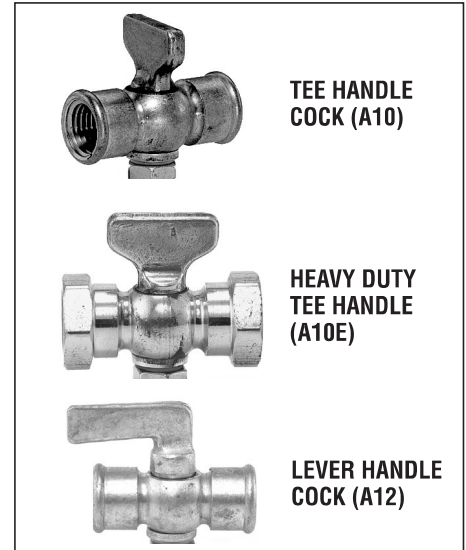 TEE HANDLE
COCK (A10)
HEAVY DUTY
TEE HANDLE
(A10E)
LEVER HANDLE
COCK (A12)